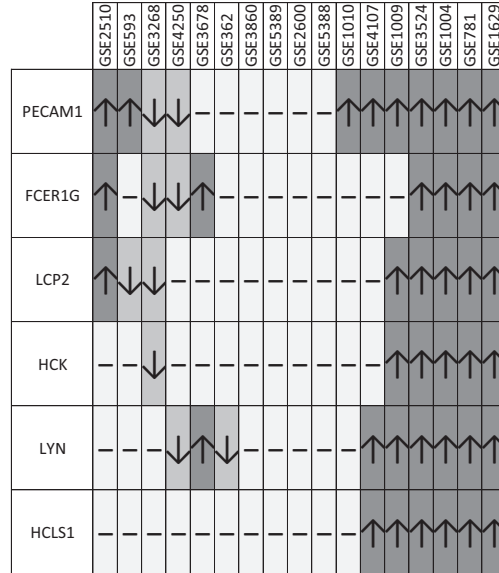 GSE2510 GSE593 GSE3268 GSE4250 GSE3678 GSE362 GSE3860 GSE5389 GSE2600 GSE5388 GSE1010 GSE4107 GSE1009 GSE3524 GSE1004 GSE781 GSE1629
PECAM1 ↑ ↑ ↓ ↓ – – – – – – ↑ ↑ ↑ ↑ ↑ ↑ ↑
FCER1G ↑ – ↓ ↓ ↑ – – – – – – – – ↑ ↑ ↑ ↑
LCP2 ↑ ↓ ↓ – – – – – – – – – ↑ ↑ ↑ ↑ ↑
HCK – – ↓ – – – – – – – – – ↑ ↑ ↑ ↑ ↑
LYN – – – ↓ ↑ ↓ – – – – – ↑ ↑ ↑ ↑ ↑ ↑
HCLS1 – – – – – – – – – – – ↑ ↑ ↑ ↑ ↑ ↑